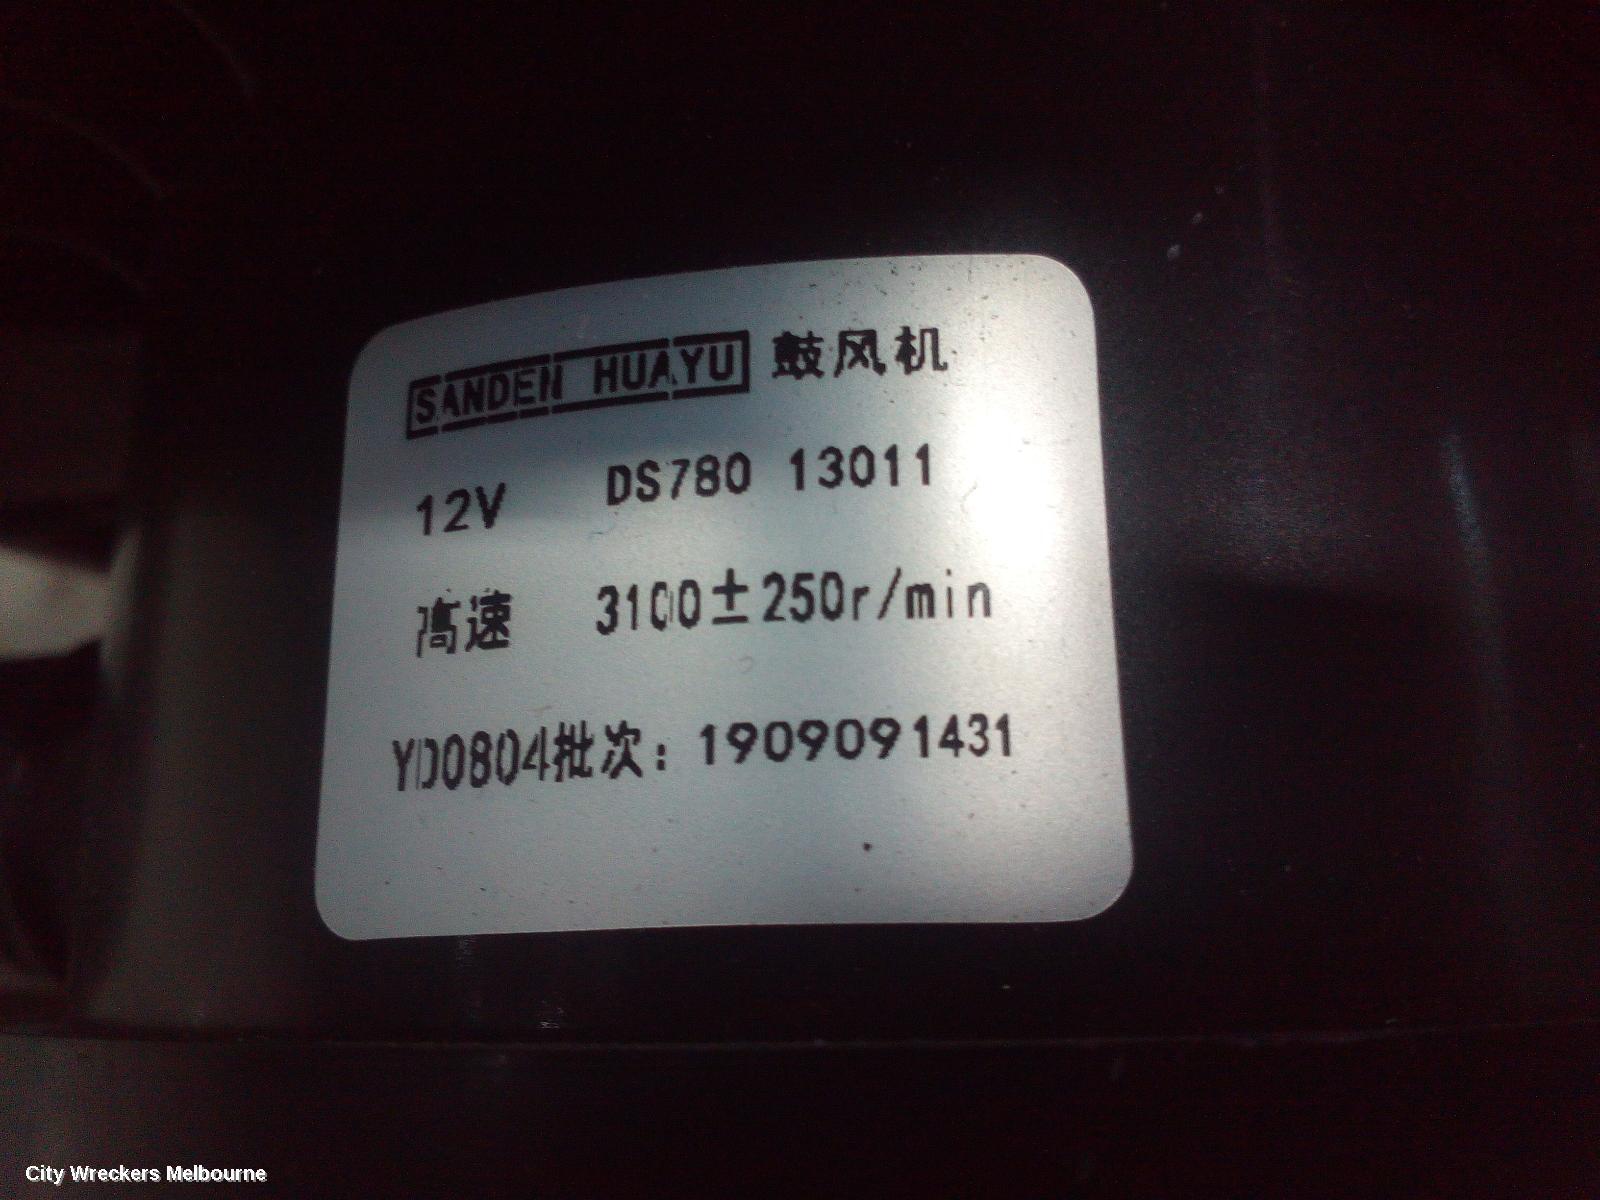 SANDEN HUAYU 鼓风机
12V DS780 13011
高速 3100±250r/min
YD0804批次：1909091431
City Wreckers Melbourne